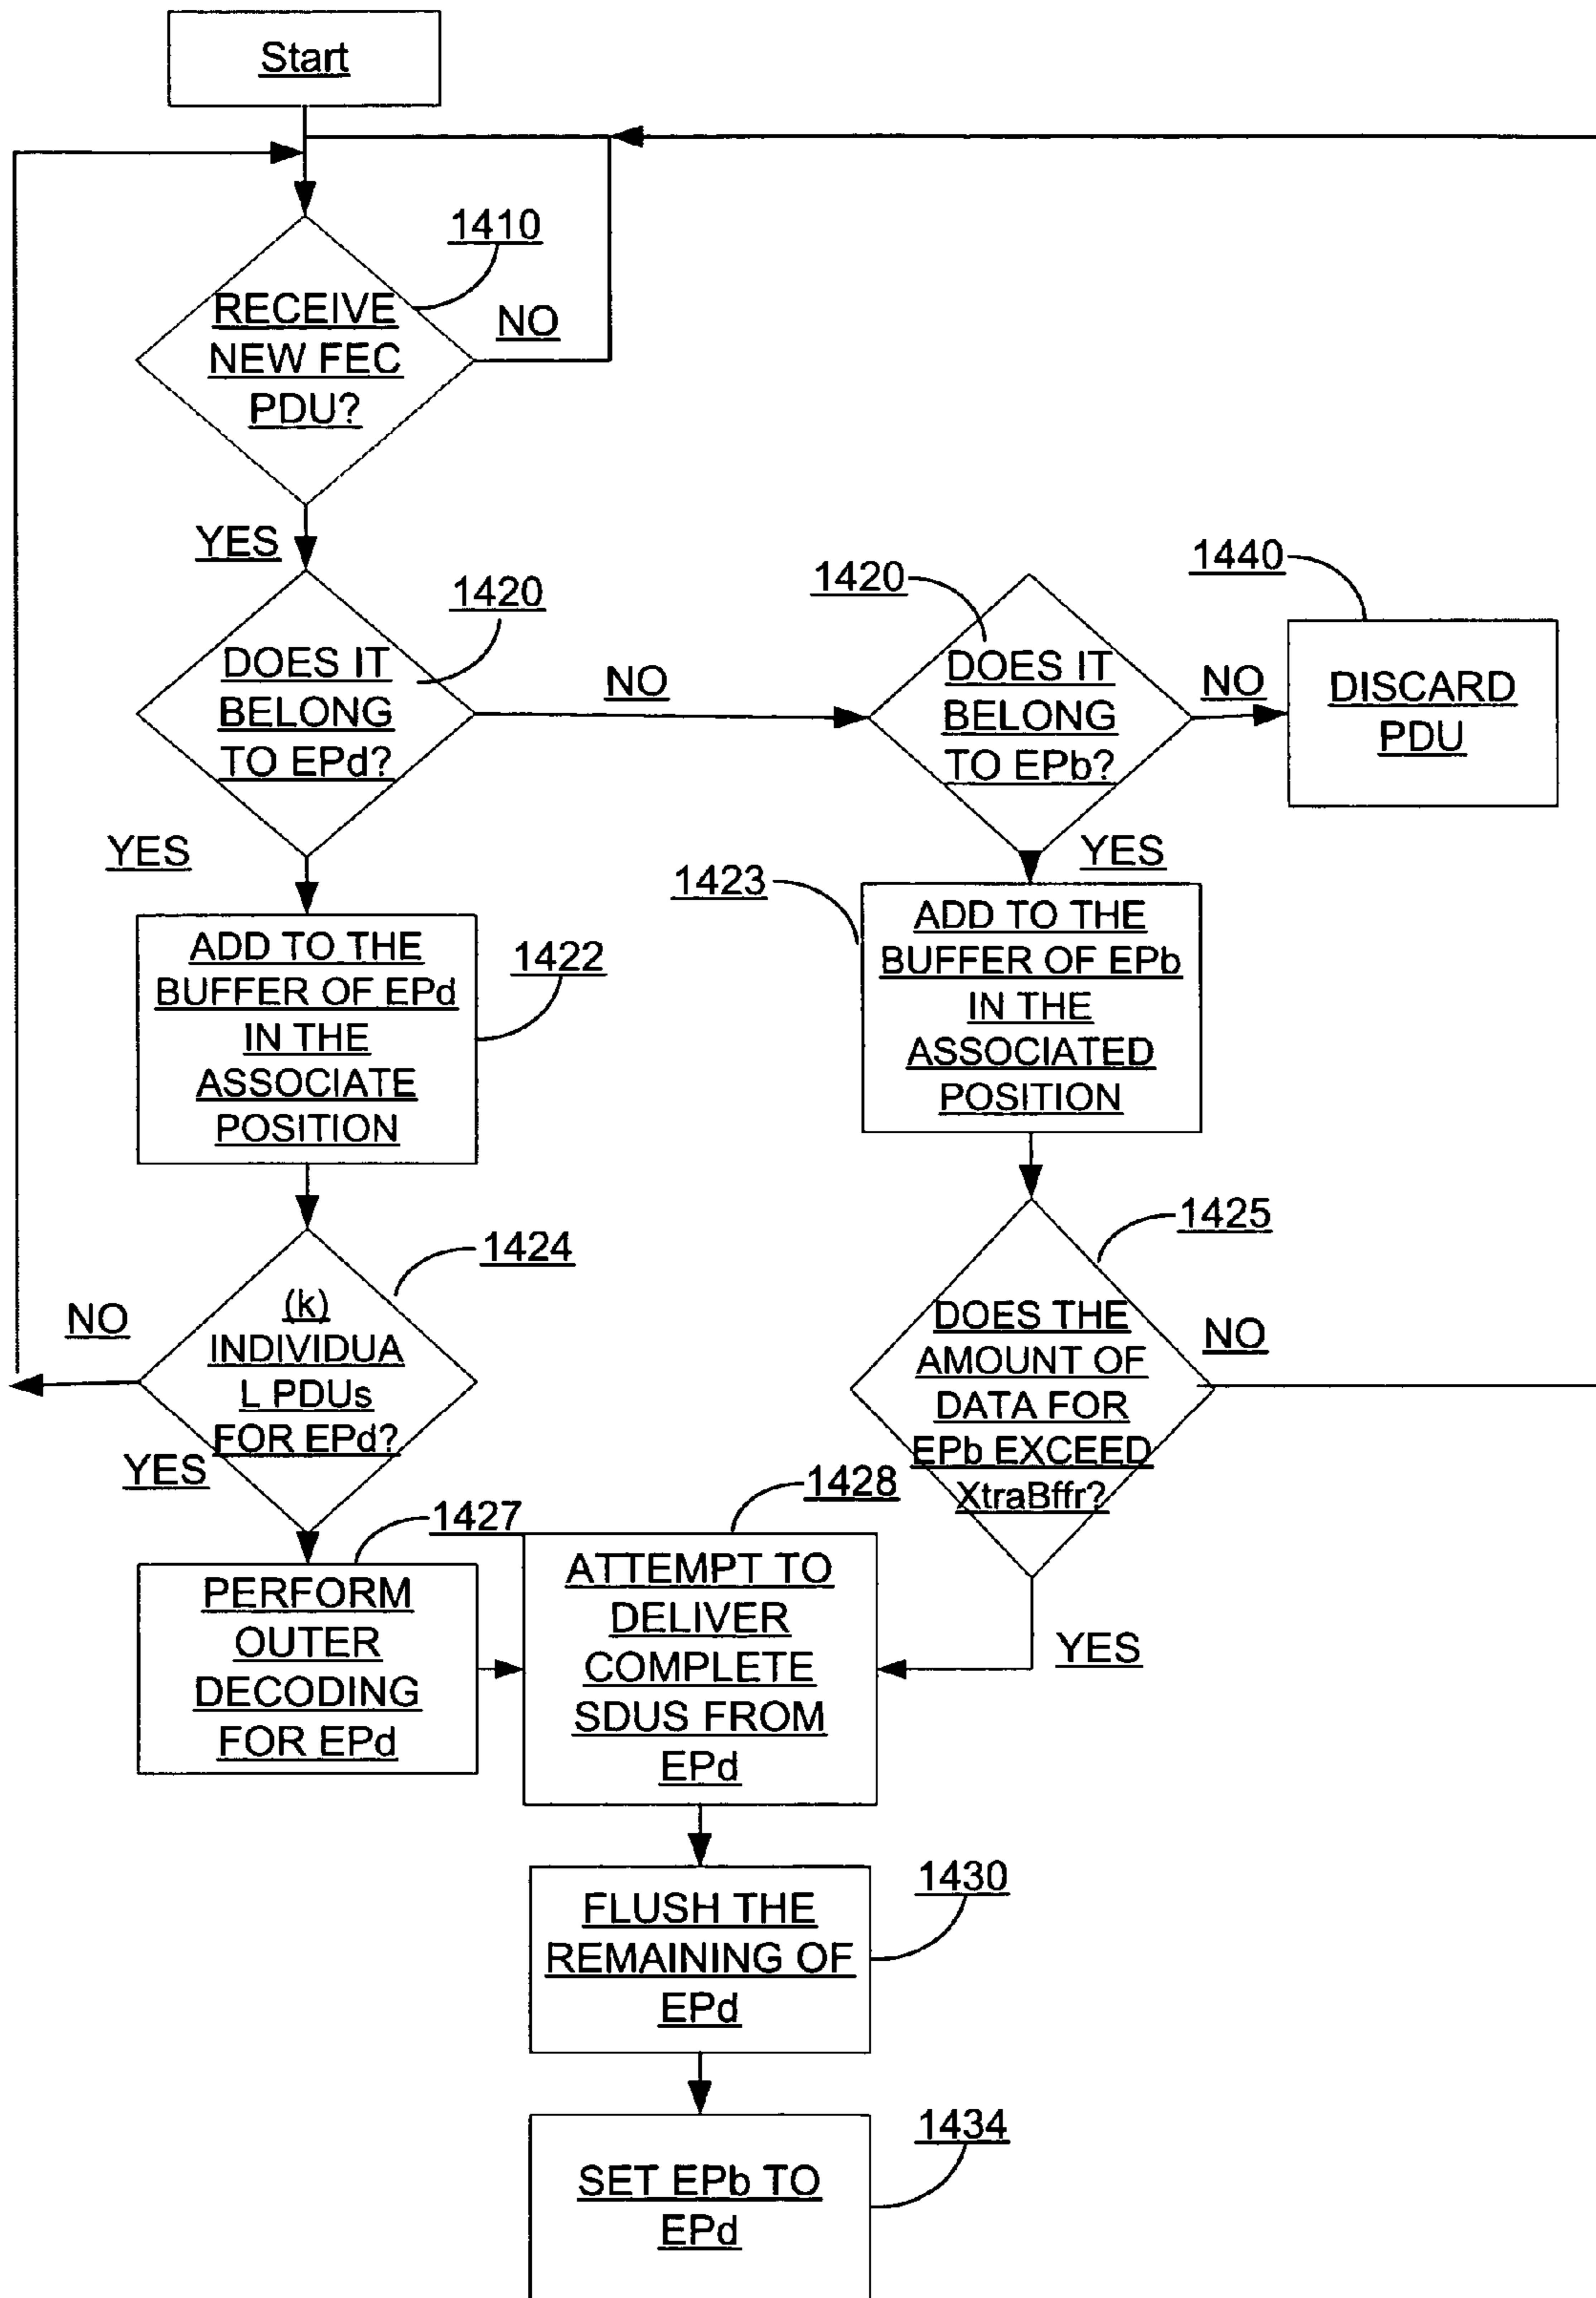 Start
1410
RECEIVE
NEW FEC
PDU?
NO
YES
1420
DOES IT
BELONG
TO EPd?
NO
1420
DOES IT
BELONG
TO EPb?
NO
1440
DISCARD
PDU
YES
YES
1422
ADD TO THE
BUFFER OF EPd
IN THE
ASSOCIATE
POSITION
1423
ADD TO THE
BUFFER OF EPb
IN THE
ASSOCIATED
POSITION
1424
(k)
INDIVIDUA
L PDUs
FOR EPd?
NO
YES
1425
DOES THE
AMOUNT OF
DATA FOR
EPb EXCEED
XtraBffr?
NO
YES
1427
PERFORM
OUTER
DECODING
FOR EPd
1428
ATTEMPT TO
DELIVER
COMPLETE
SDUS FROM
EPd
1430
FLUSH THE
REMAINING OF
EPd
1434
SET EPb TO
EPd